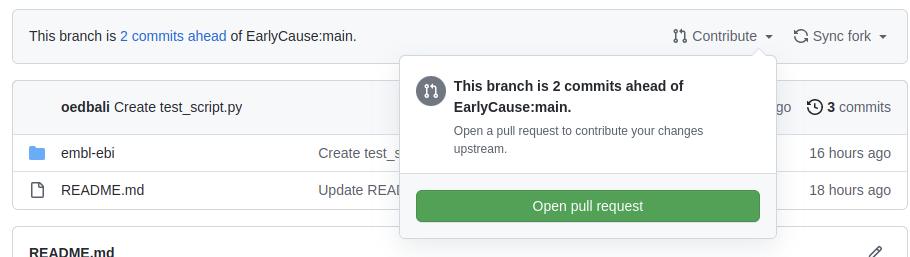 This branch is 2 commits ahead of EarlyCause:main.
Contribute
Sync fork
This branch is 2 commits ahead of
EarlyCause:main.
Open a pull request to contribute your changes
upstream.
Open pull request
oedbali Create test_script.py
go
3 commits
embl-ebi
Create test_s
16 hours ago
README.md
Update READ
18 hours ago
README.md